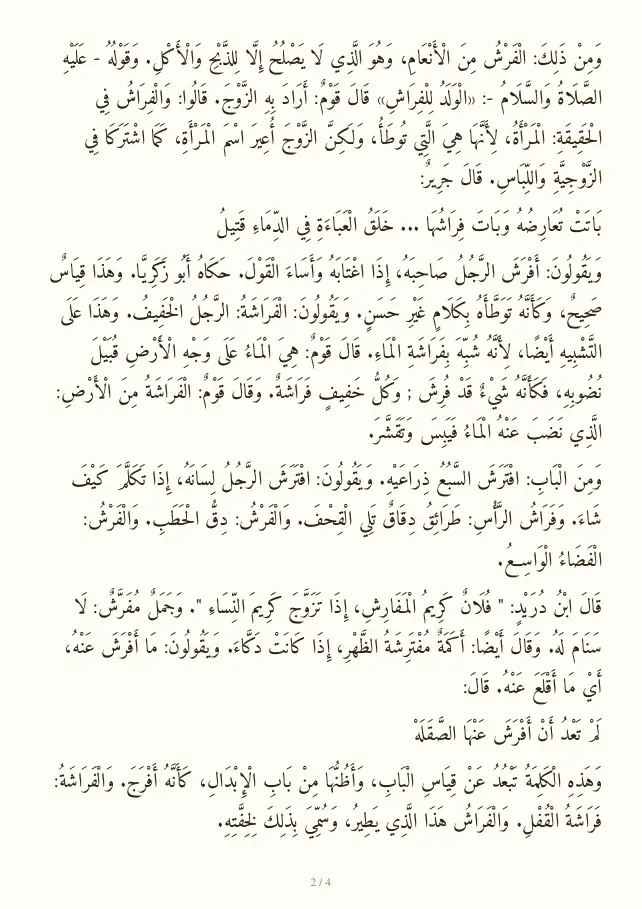 وَمِنْ ذَلِكَ: الْفَرْشُ مِنَ الْأَنْعَامِ، وَهُوَ الَّذِي لَا يَصْلُحُ إِلَّا لِلذَّبْحِ وَالْأَكْلِ. وَقَوْلُهُ - عَلَيْهِ
الصَّلَاةُ وَالسَّلَامُ -: «الْوَلَدُ لِلْفِرَاشِ» قَالَ قَوْمٌ: أَرَادَ بِهِ الزَّوْجَ. قَالُوا: وَالْفِرَاشُ فِي
الْحَقِيقَةِ: الْمَرْأَةُ، لِأَنَّهَا هِيَ الَّتِي تُوطَأُ، وَلَكِنَّ الزَّوْجَ أُعِيرَ اسْمَ الْمَرْأَةِ، كَمَا اشْتَرَكَا فِي
الزَّوْجِيَّةِ وَاللِّبَاسِ. قَالَ جَرِيرٌ:
بَاتَتْ تُعَارِضُهُ وَبَاتَ فِرَاشُهَا ... خَلَقُ الْعَبَاءَةِ فِي الدِّمَاءِ قَتِيلُ
وَيَقُولُونَ: أَفْرَشَ الرَّجُلُ صَاحِبَهُ، إِذَا اغْتَابَهُ وَأَسَاءَ الْقَوْلَ. حَكَاهُ أَبُو زَكَرِيَّا. وَهَذَا قِيَاسٌ
صَحِيحٌ، وَكَأَنَّهُ تَوَطَّأَهُ بِكَلَامٍ غَيْرِ حَسَنٍ. وَيَقُولُونَ: الْفَرَاشَةُ: الرَّجُلُ الْخَفِيفُ. وَهَذَا عَلَى
التَّشْبِيهِ أَيْضًا، لِأَنَّهُ شُبِّهَ بِفَرَاشَةِ الْمَاءِ. قَالَ قَوْمٌ: هِيَ الْمَاءُ عَلَى وَجْهِ الْأَرْضِ قُبَيْلَ
نُضُوبِهِ، فَكَأَنَّهُ شَيْءٌ قَدْ فُرِشَ ; وَكُلُّ خَفِيفٍ فَرَاشَةٌ. وَقَالَ قَوْمٌ: الْفَرَاشَةُ مِنَ الْأَرْضِ:
الَّذِي نَضَبَ عَنْهُ الْمَاءُ فَيَبِسَ وَتَقَشَّرَ.
وَمِنَ الْبَابِ: افْتَرَشَ السَّبُعُ ذِرَاعَيْهِ. وَيَقُولُونَ: افْتَرَشَ الرَّجُلُ لِسَانَهُ، إِذَا تَكَلَّمَ كَيْفَ
شَاءَ. وَفَرَاشُ الرَّأْسِ: طَرَائِقُ دِقَاقٌ تَلِي الْقِحْفَ. وَالْفَرْشُ: دِقُّ الْحَطَبِ. وَالْفَرْشُ:
الْفَضَاءُ الْوَاسِعُ.
قَالَ ابْنُ دُرَيْدٍ: " فُلَانٌ كَرِيمُ الْمَفَارِشِ، إِذَا تَزَوَّجَ كَرِيمَ النِّسَاءِ ". وَجَمَلٌ مُفَرَّشٌ: لَا
سَنَامَ لَهُ. وَقَالَ أَيْضًا: أَكَمَةٌ مُفْتَرِشَةُ الظَّهْرِ، إِذَا كَانَتْ دَكَّاءَ. وَيَقُولُونَ: مَا أَفْرَشَ عَنْهُ،
أَيْ مَا أَقْلَعَ عَنْهُ. قَالَ:
لَمْ تَعْدُ أَنْ أَفْرَشَ عَنْهَا الصَّقَلَهْ
وَهَذِهِ الْكَلِمَةُ تَبْعُدُ عَنْ قِيَاسِ الْبَابِ، وَأَظُنُّهَا مِنْ بَابِ الْإِبْدَالِ، كَأَنَّهُ أَفْرَجَ. وَالْفَرَاشَةُ:
فَرَاشَةُ الْقُفْلِ. وَالْفَرَاشُ هَذَا الَّذِي يَطِيرُ، وَسُمِّيَ بِذَلِكَ لِخِفَّتِهِ.
2 / 4